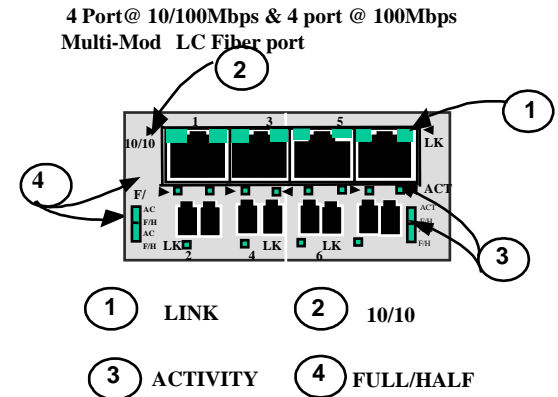 4 Port@ 10/100Mbps & 4 port @ 100Mbps
Multi-Mod LC Fiber port
2
1
1 3 5
10/10 LK
4
F/ ACT
AC ACT
F/H F/H
AC
F/H F/H
LK LK LK
2 4 6
3
1 LINK 2 10/10
3 ACTIVITY 4 FULL/HALF